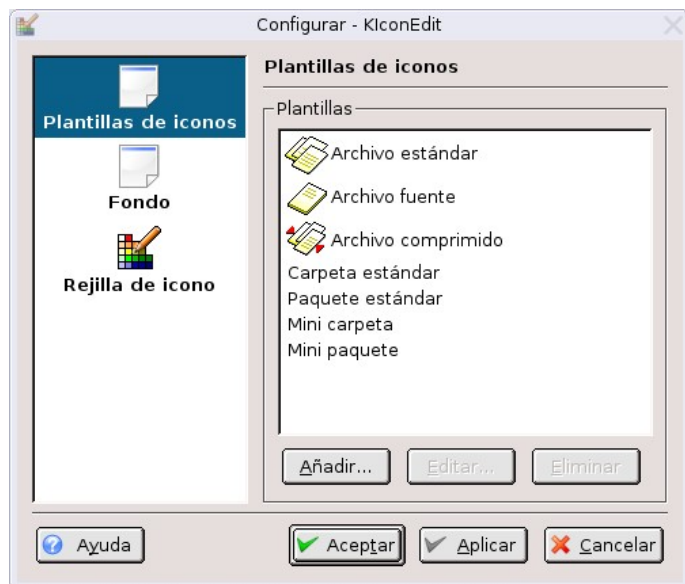 Configurar - KIconEdit
Plantillas de iconos
Fondo
Rejilla de icono
Plantillas de iconos
Plantillas
Archivo estándar
Archivo fuente
Archivo comprimido
Carpeta estándar
Paquete estándar
Mini carpeta
Mini paquete
Añadir...
Editar...
Eliminar
Ayuda
Aceptar
Aplicar
Cancelar